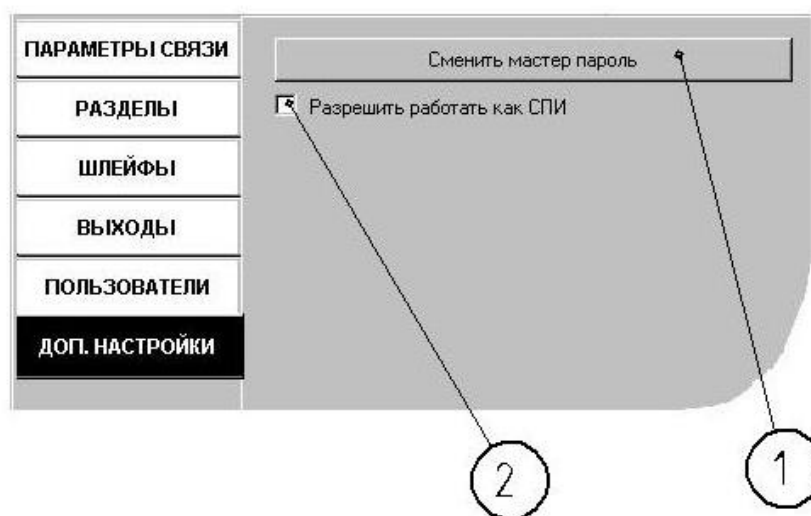 ПАРАМЕТРЫ СВЯЗИ
РАЗДЕЛЫ
ШЛЕЙФЫ
ВЫХОДЫ
ПОЛЬЗОВАТЕЛИ
ДОП. НАСТРОЙКИ
Сменить мастер пароль
Разрешить работать как СПИ
2
1